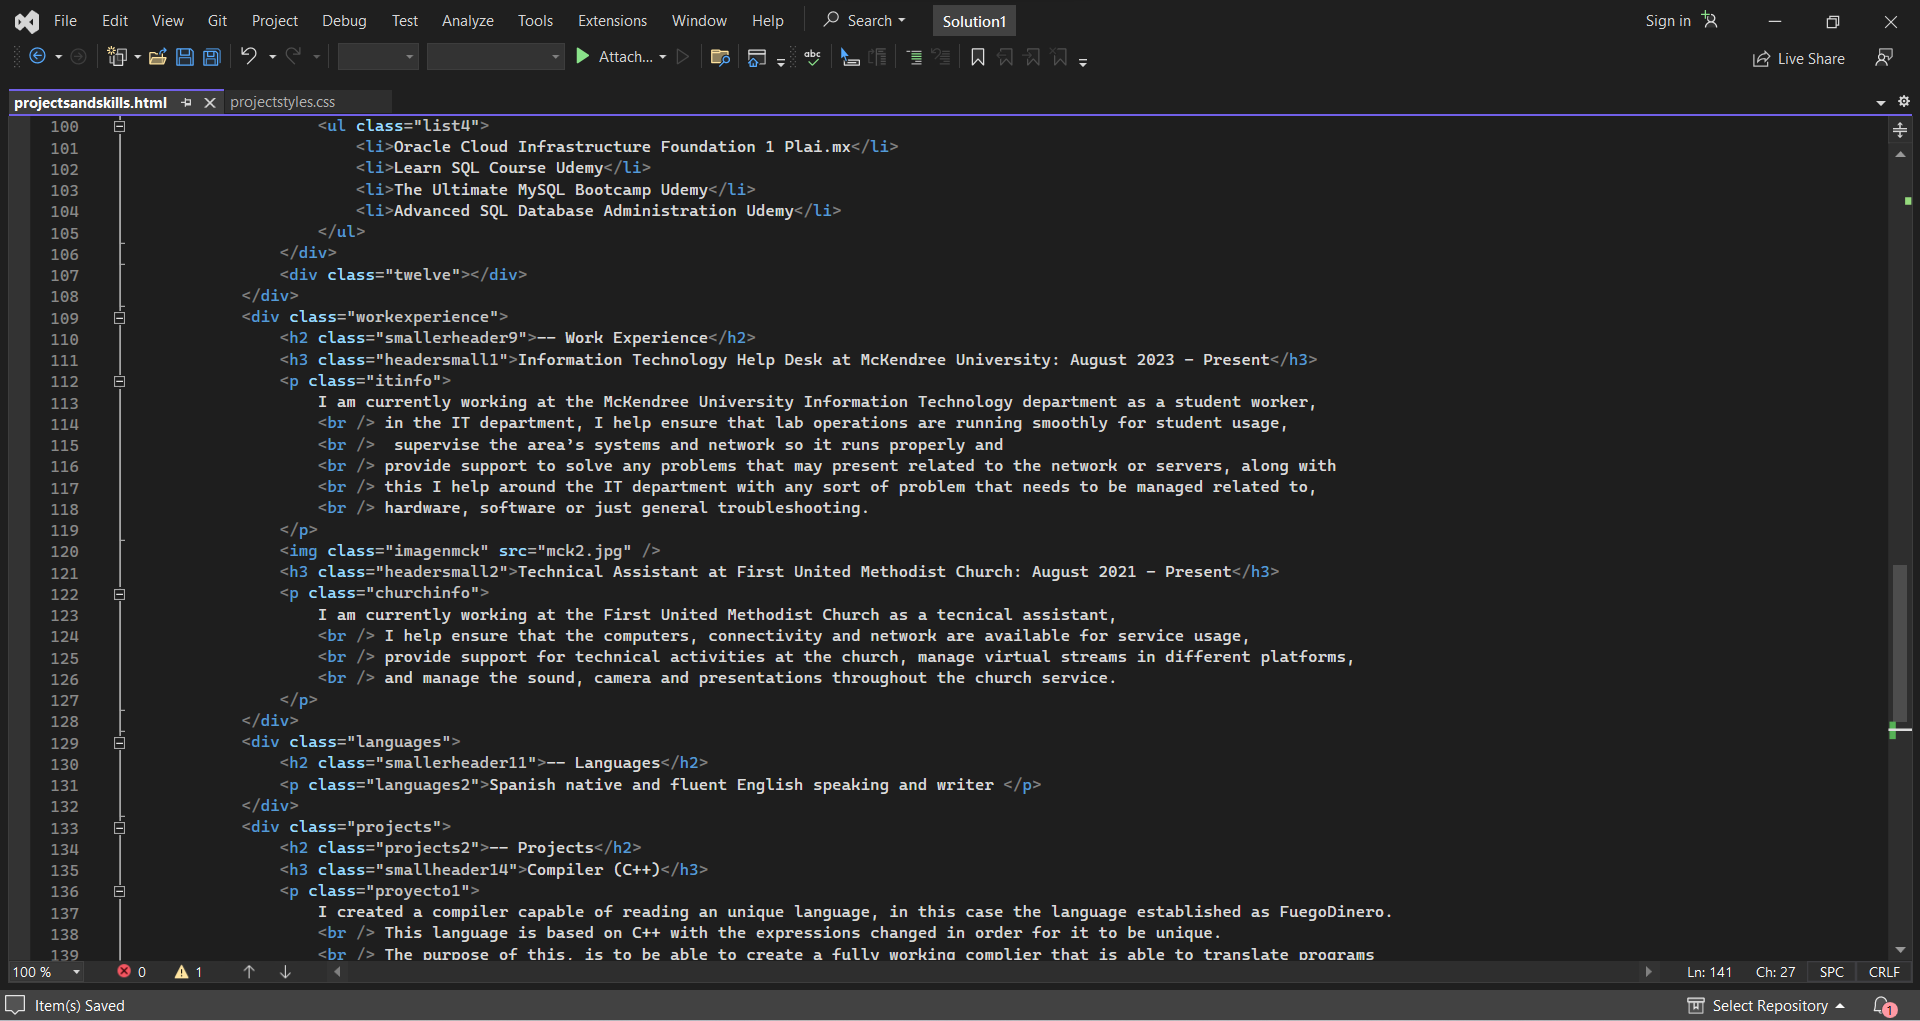 File Edit View Git Project Debug Test Analyze Tools Extensions Window Help Search Solution1 Sign in
Attach... abc Live Share
projectsandskills.html projectstyles.css
100 <ul class="list4">
101 <li>Oracle Cloud Infrastructure Foundation 1 Plai.mx</li>
102 <li>Learn SQL Course Udemy</li>
103 <li>The Ultimate MySQL Bootcamp Udemy</li>
104 <li>Advanced SQL Database Administration Udemy</li>
105 </ul>
106 </div>
107 <div class="twelve"></div>
108 </div>
109 <div class="workexperience">
110 <h2 class="smallerheader9">-- Work Experience</h2>
111 <h3 class="headersmall1">Information Technology Help Desk at McKendree University: August 2023 - Present</h3>
112 <p class="itinfo">
113 I am currently working at the McKendree University Information Technology department as a student worker,
114 <br /> in the IT department, I help ensure that lab operations are running smoothly for student usage,
115 <br />  supervise the area's systems and network so it runs properly and
116 <br /> provide support to solve any problems that may present related to the network or servers, along with
117 <br /> this I help around the IT department with any sort of problem that needs to be managed related to,
118 <br /> hardware, software or just general troubleshooting.
119 </p>
120 <img class="imagenmck" src="mck2.jpg" />
121 <h3 class="headersmall2">Technical Assistant at First United Methodist Church: August 2021 - Present</h3>
122 <p class="churchinfo">
123 I am currently working at the First United Methodist Church as a tecnical assistant,
124 <br /> I help ensure that the computers, connectivity and network are available for service usage,
125 <br /> provide support for technical activities at the church, manage virtual streams in different platforms,
126 <br /> and manage the sound, camera and presentations throughout the church service.
127 </p>
128 </div>
129 <div class="languages">
130 <h2 class="smallerheader11">-- Languages</h2>
131 <p class="languages2">Spanish native and fluent English speaking and writer </p>
132 </div>
133 <div class="projects">
134 <h2 class="projects2">-- Projects</h2>
135 <h3 class="smallheader14">Compiler (C++)</h3>
136 <p class="proyecto1">
137 I created a compiler capable of reading an unique language, in this case the language established as FuegoDinero.
138 <br /> This language is based on C++ with the expressions changed in order for it to be unique.
139 <br /> The purpose of this, is to be able to create a fully working complier that is able to translate programs
100 % 0 1 Ln: 141 Ch: 27 SPC CRLF
Item(s) Saved Select Repository 1